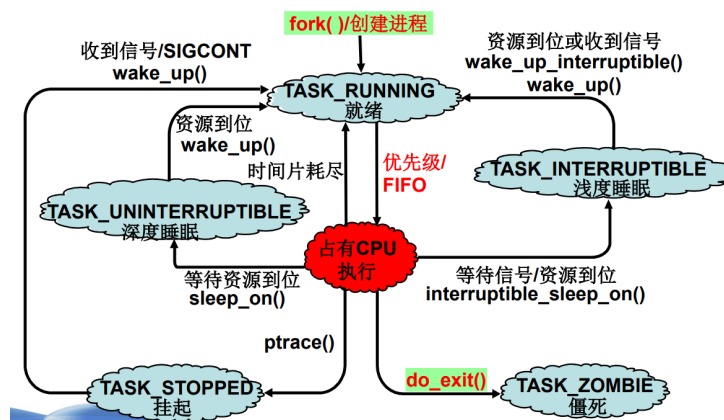 fork( )/创建进程
收到信号/SIGCONT
wake_up()
资源到位或收到信号
wake_up_interruptible()
wake_up()
TASK_RUNNING
就绪
资源到位
wake_up()
时间片耗尽
优先级/
FIFO
TASK_INTERRUPTIBLE
浅度睡眠
TASK_UNINTERRUPTIBLE
深度睡眠
占有CPU
执行
等待资源到位
sleep_on()
等待信号/资源到位
interruptible_sleep_on()
ptrace()
do_exit()
TASK_STOPPED
挂起
TASK_ZOMBIE
僵死